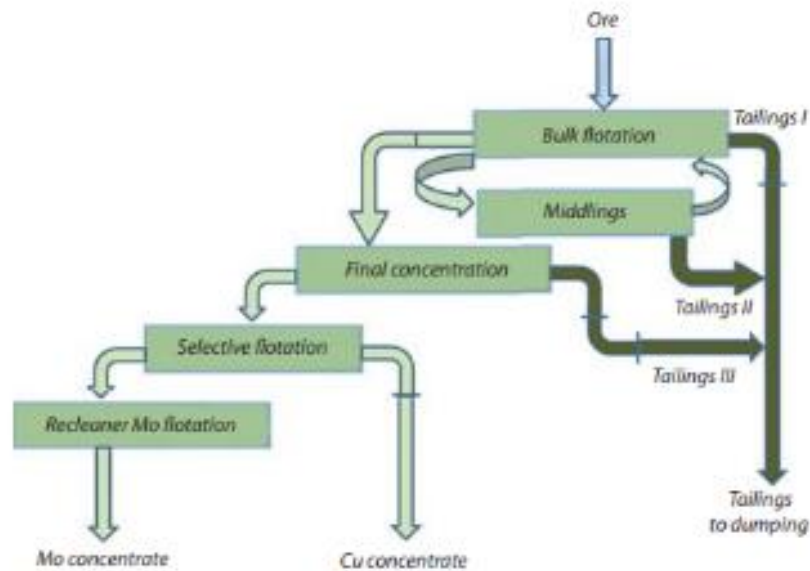 Ore
Tailings I
Bulk flotation
Middlings
Final concentration
Tailings II
Selective flotation
Tailings III
Recleaner Mo flotation
Tailings
to dumping
Mo concentrate
Cu concentrate